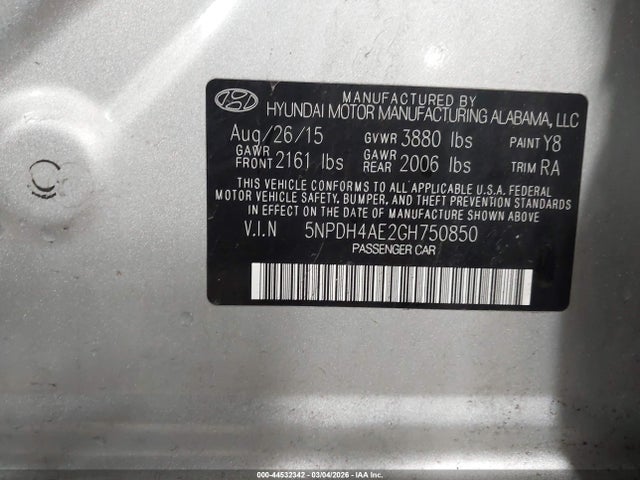 MANUFACTURED BY
HYUNDAI MOTOR MANUFACTURING ALABAMA, LLC
Aug/26/15 GVWR 3880 lbs PAINT Y8
GAWR FRONT 2161 lbs GAWR REAR 2006 lbs TRIM RA
THIS VEHICLE CONFORMS TO ALL APPLICABLE U.S.A. FEDERAL
MOTOR VEHICLE SAFETY, BUMPER, AND THEFT PREVENTION STANDARDS
IN EFFECT ON THE DATE OF MANUFACTURE SHOWN ABOVE
V.I.N 5NPDH4AE2GH750850
PASSENGER CAR
000-44532342 - 03/04/2026 - IAA Inc.